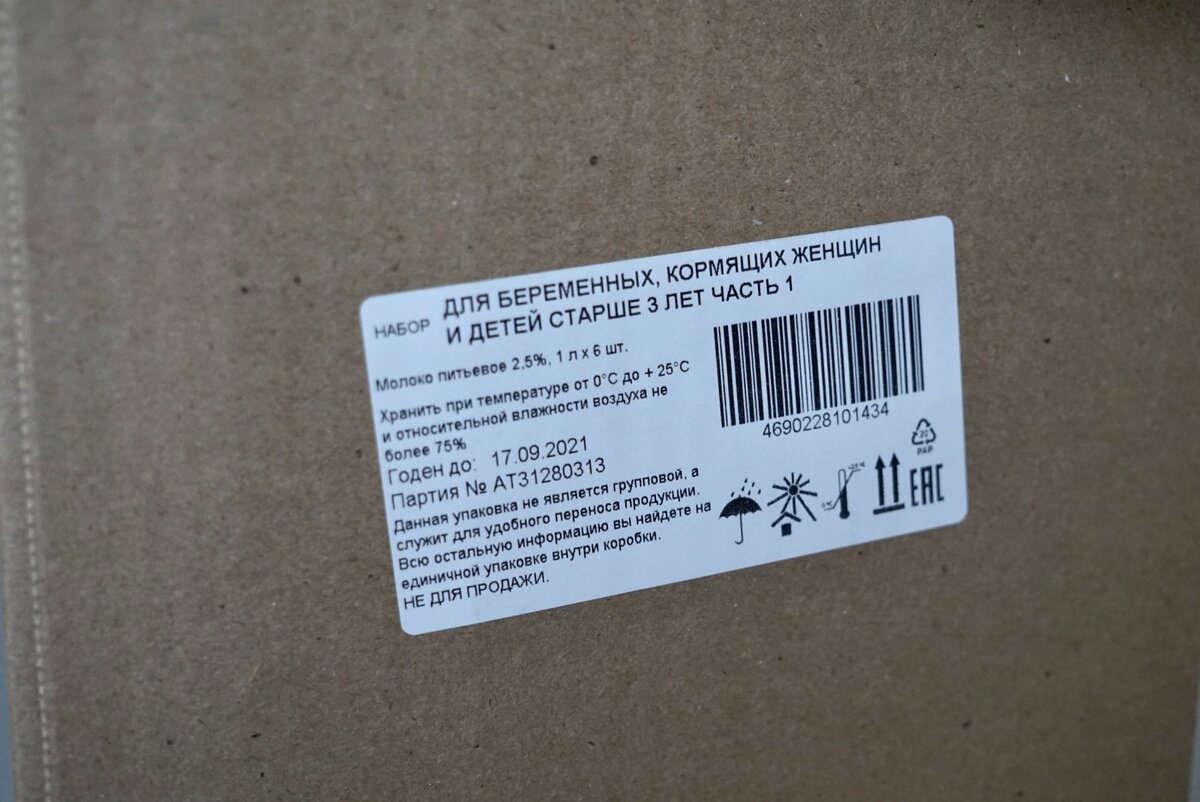 НАБОР ДЛЯ БЕРЕМЕННЫХ, КОРМЯЩИХ ЖЕНЩИН
И ДЕТЕЙ СТАРШЕ 3 ЛЕТ ЧАСТЬ 1
Молоко питьевое 2,5%, 1 л х 6 шт.
Хранить при температуре от 0°С до + 25°С
и относительной влажности воздуха не
более 75%
Годен до: 17.09.2021
Партия № АТ31280313
Данная упаковка не является групповой, а
служит для удобного переноса продукции.
Всю остальную информацию вы найдете на
единичной упаковке внутри коробки.
НЕ ДЛЯ ПРОДАЖИ.
4690228101434
20
PAP
+25°C
0°C
ЕАС